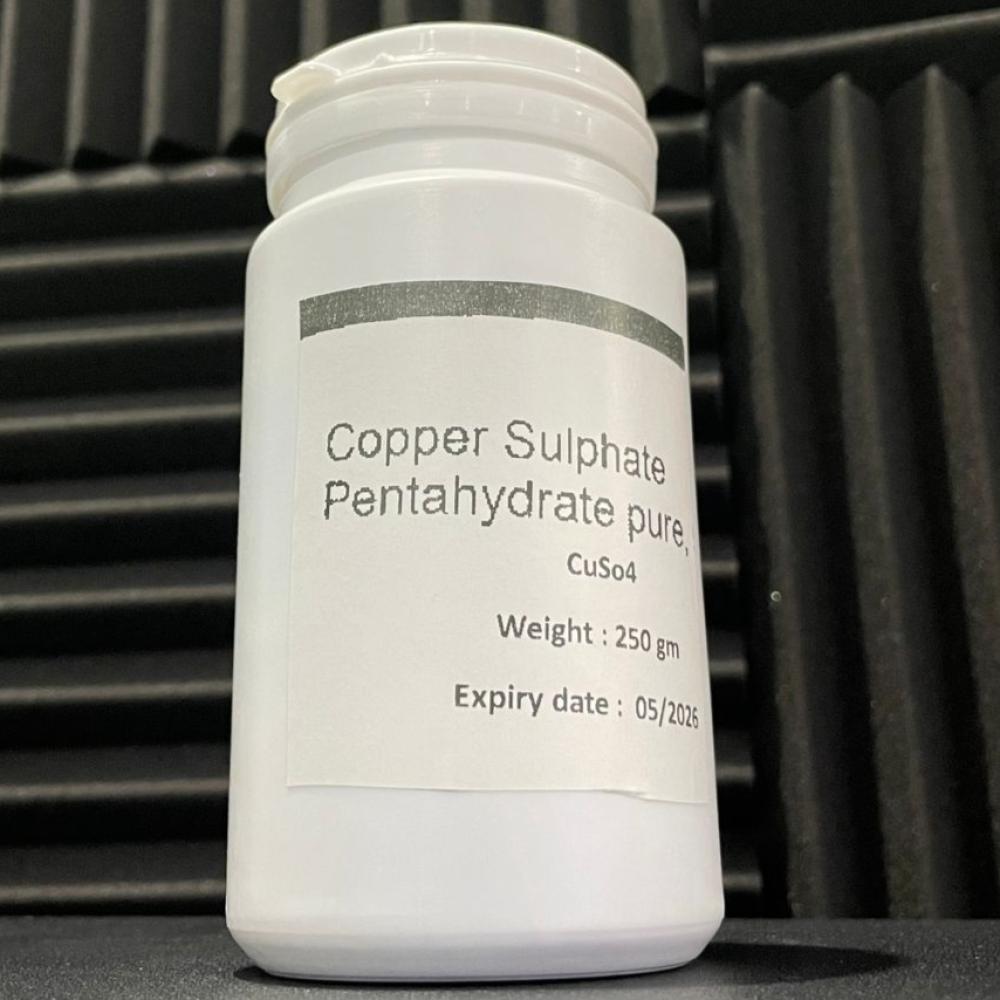 Copper Sulphate
Pentahydrate pure,
CuSo4
Weight : 250 gm
Expiry date : 05/2026